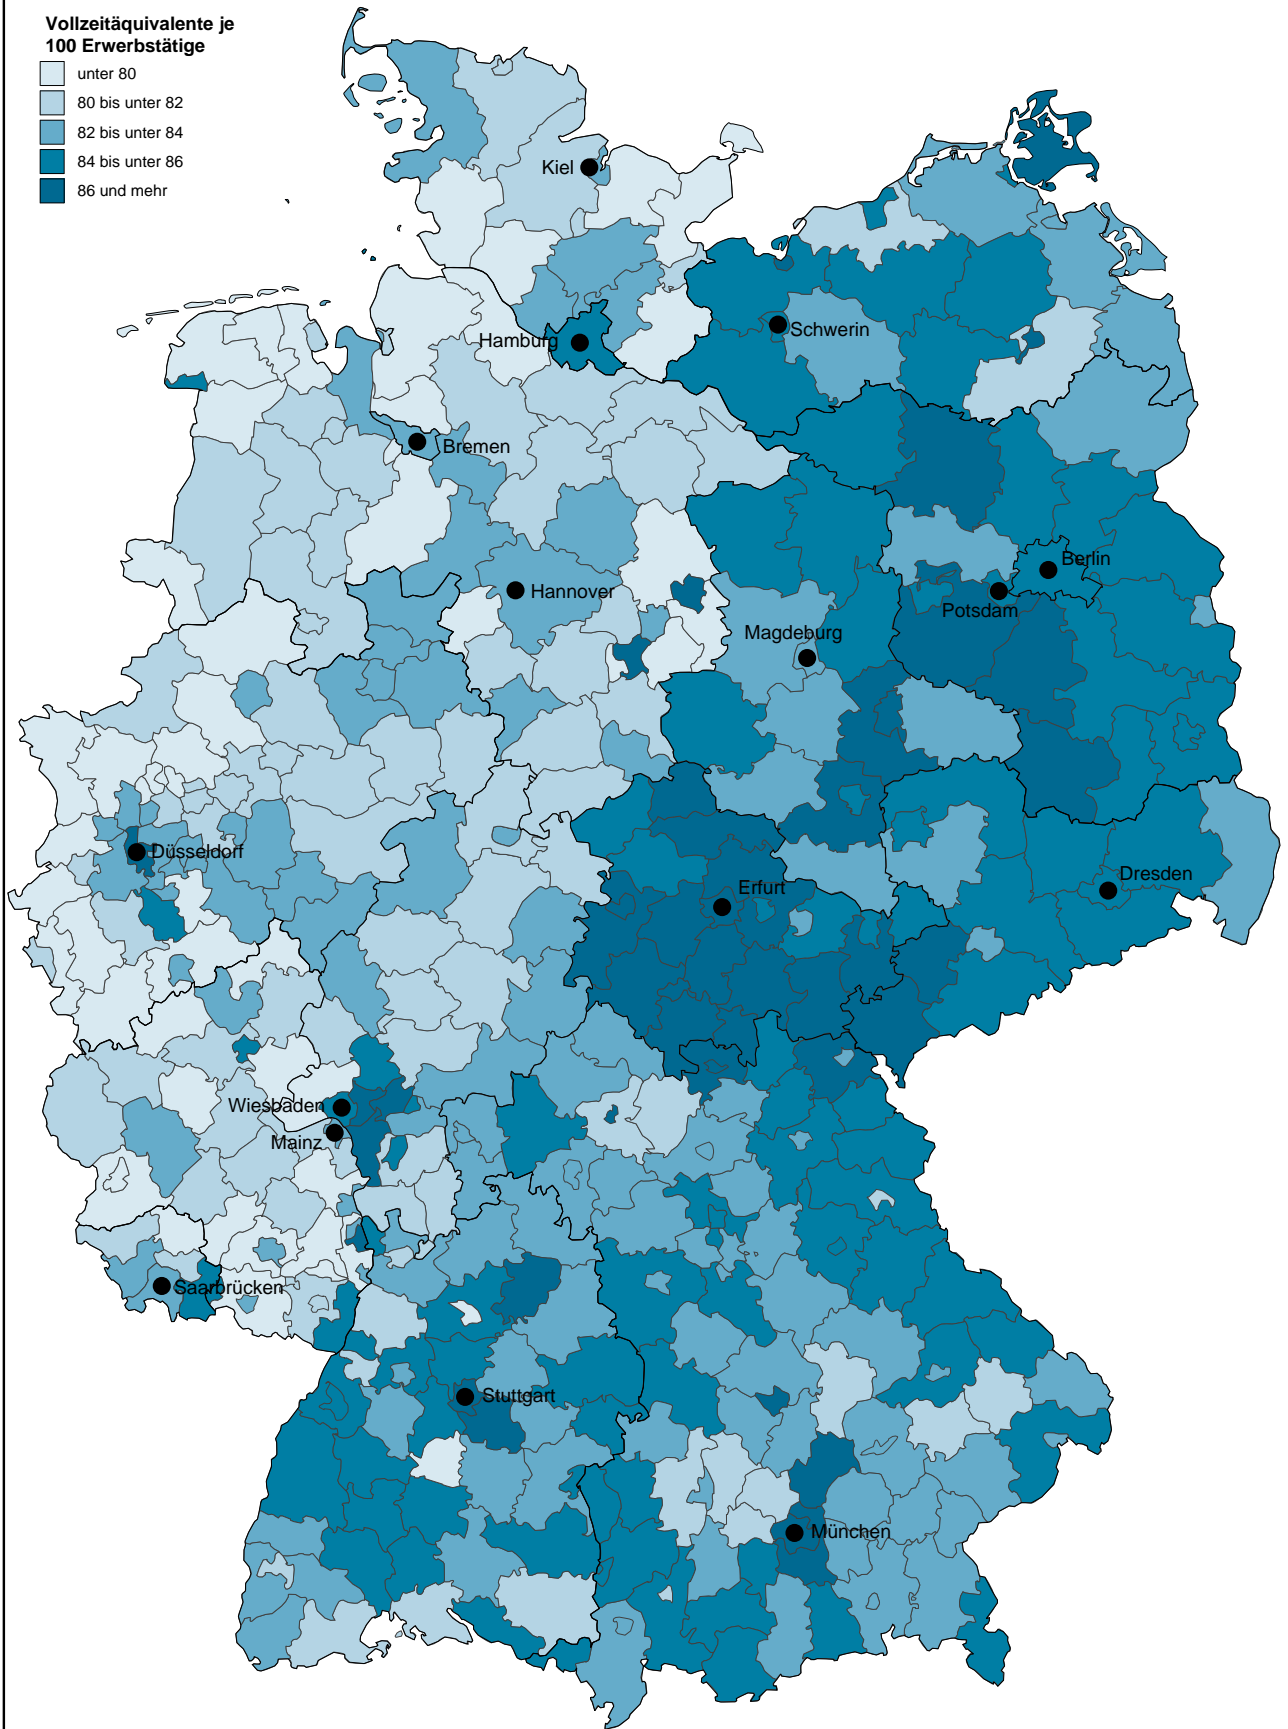 Vollzeitäquivalente je
100 Erwerbstätige
unter 80
80 bis unter 82
82 bis unter 84
84 bis unter 86
86 und mehr
Kiel
Schwerin
Hamburg
Bremen
Berlin
Hannover
Potsdam
Magdeburg
Düsseldorf
Dresden
Erfurt
Wiesbaden
Mainz
Saarbrücken
Stuttgart
München